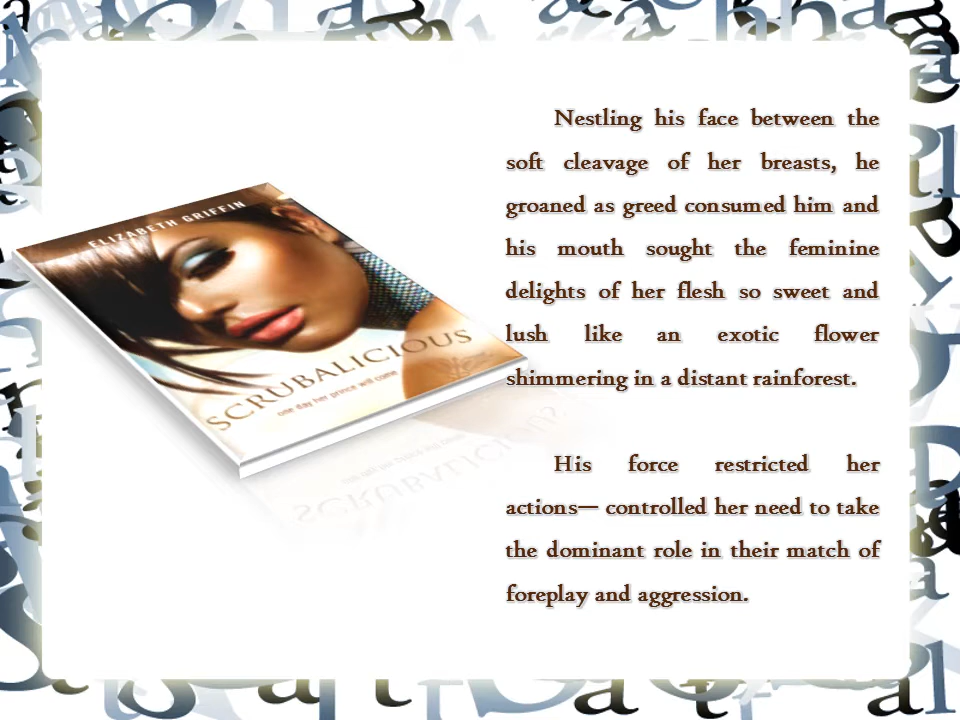 ELIZABETH GRIFFIN
SCRUBALICIOUS
one day her prince will come
Nestling his face between the
soft cleavage of her breasts, he
groaned as greed consumed him and
his mouth sought the feminine
delights of her flesh so sweet and
lush like an exotic flower
shimmering in a distant rainforest.
His force restricted her
actions— controlled her need to take
the dominant role in their match of
foreplay and aggression.